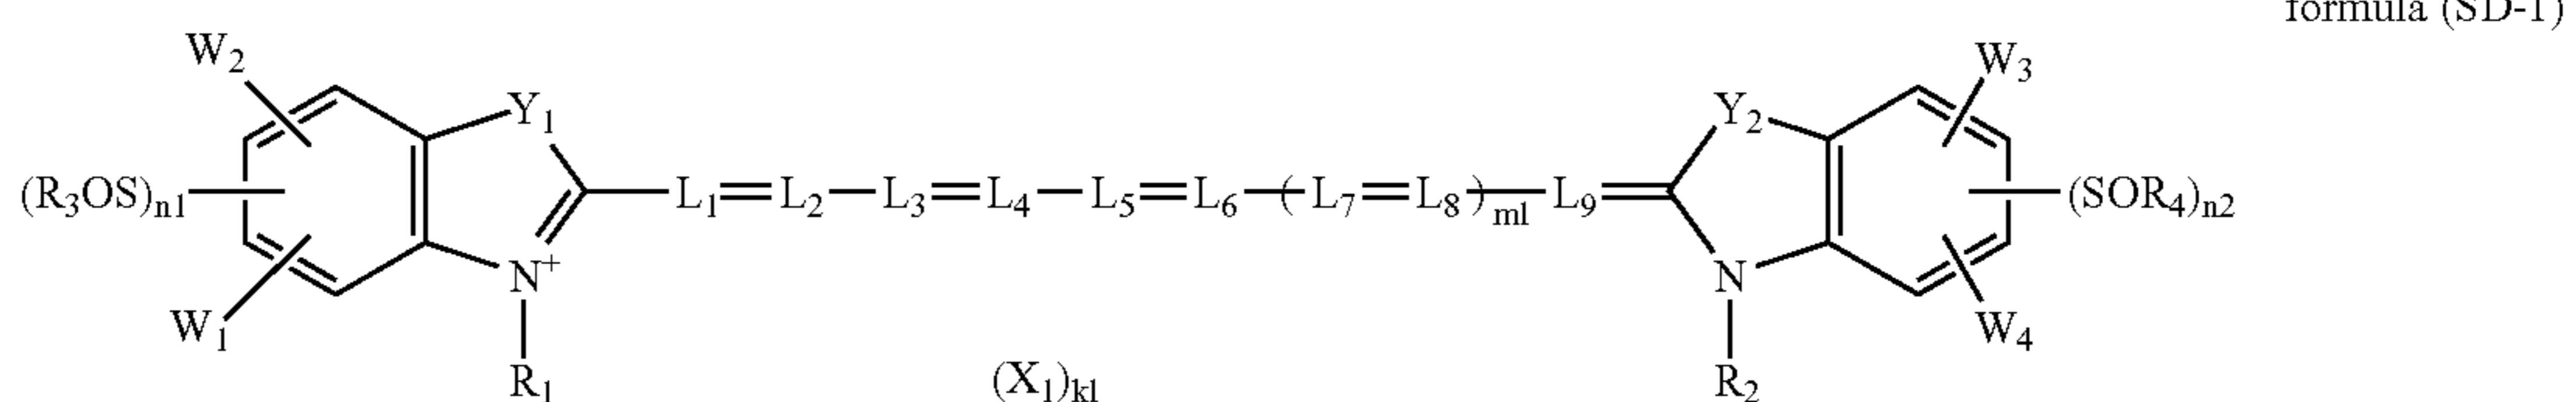 formula (SD-1)
W2 W3
Y1 Y2
(R3OS)n1 L1=L2—L3=L4—L5=L6—(L7=L8)ml—L9 (SOR4)n2
N+ N
W1 W4
R1 (X1)kl R2